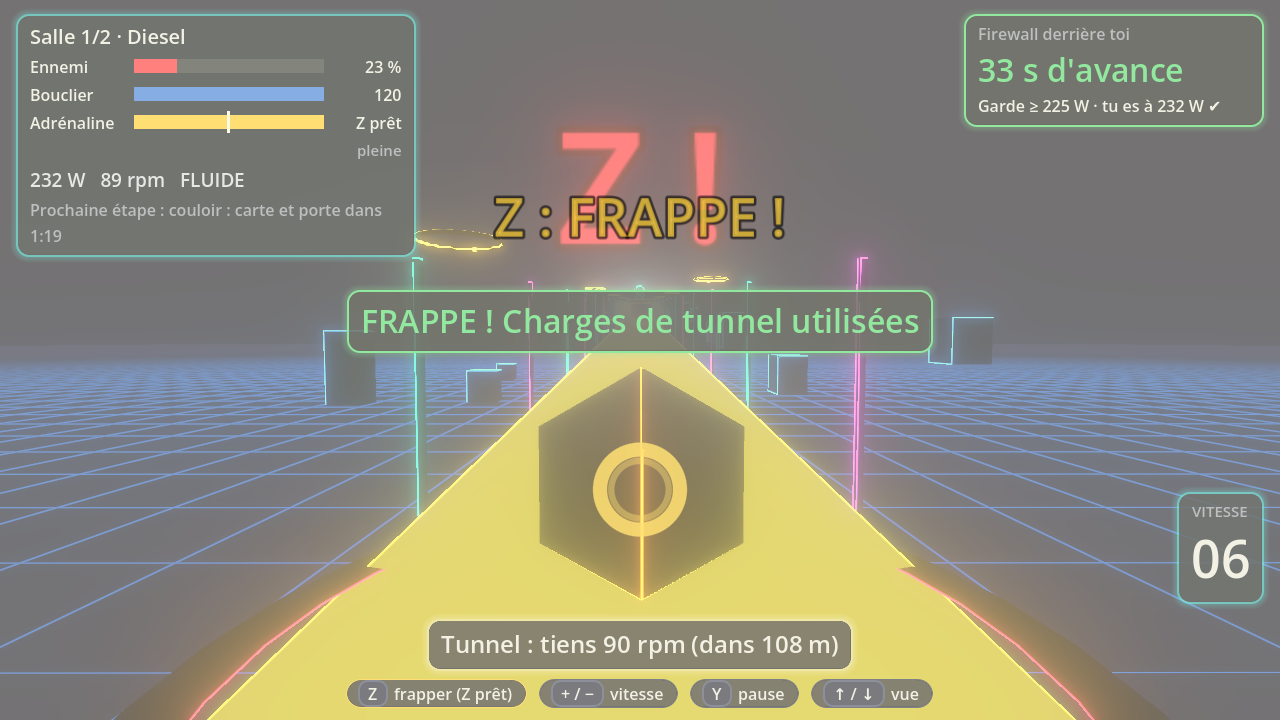 Salle 1/2 · Diesel
Ennemi 23 %
Bouclier 120
Adrénaline Z prêt
pleine
232 W 89 rpm FLUIDE
Prochaine étape : couloir : carte et porte dans
1:19
Firewall derrière toi
33 s d'avance
Garde ≥ 225 W · tu es à 232 W ✔
Z !
Z : FRAPPE !
FRAPPE ! Charges de tunnel utilisées
VITESSE
06
Tunnel : tiens 90 rpm (dans 108 m)
Z frapper (Z prêt) + / − vitesse Y pause ↑ / ↓ vue